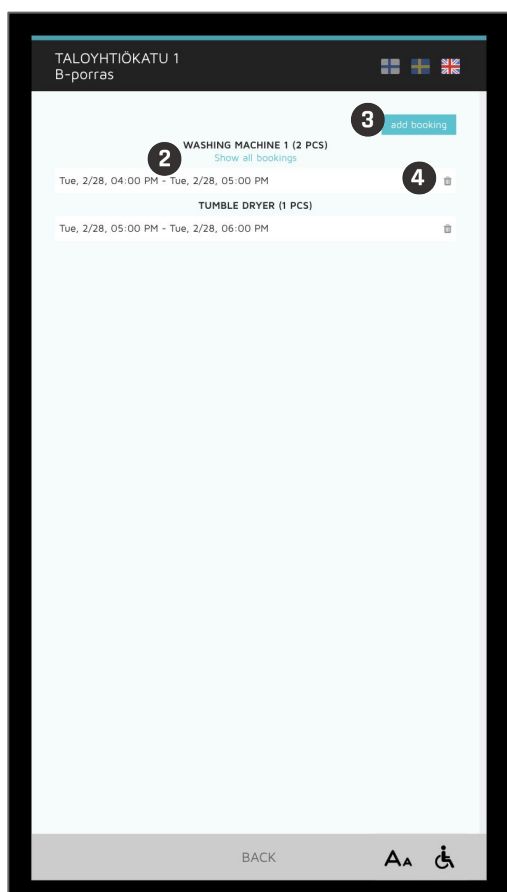 TALOYHTIÖKATU 1
B-porras
3
add booking
WASHING MACHINE 1 (2 PCS)
2
Show all bookings
Tue, 2/28, 04:00 PM - Tue, 2/28, 05:00 PM
4
TUMBLE DRYER (1 PCS)
Tue, 2/28, 05:00 PM - Tue, 2/28, 06:00 PM
BACK
AA